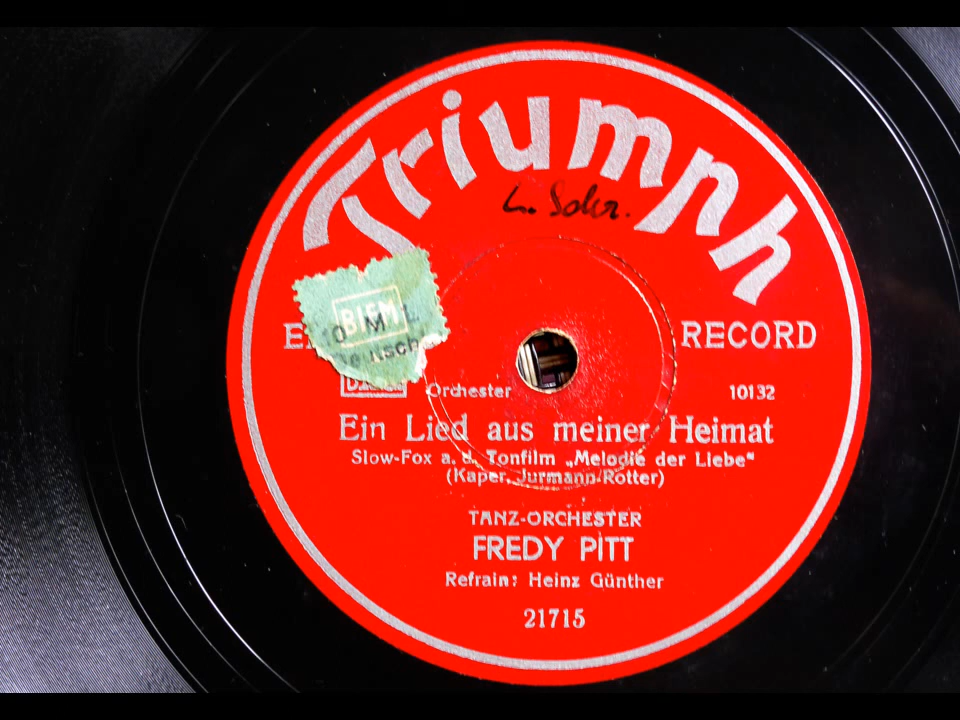 Triumph
L. Sohr.
BIEM
RECORD
Orchester 10132
Ein Lied aus meiner Heimat
Slow-Fox a. d. Tonfilm „Melodie der Liebe“
(Kaper, Jurmann-Rotter)
TANZ-ORCHESTER
FREDY PITT
Refrain: Heinz Günther
21715